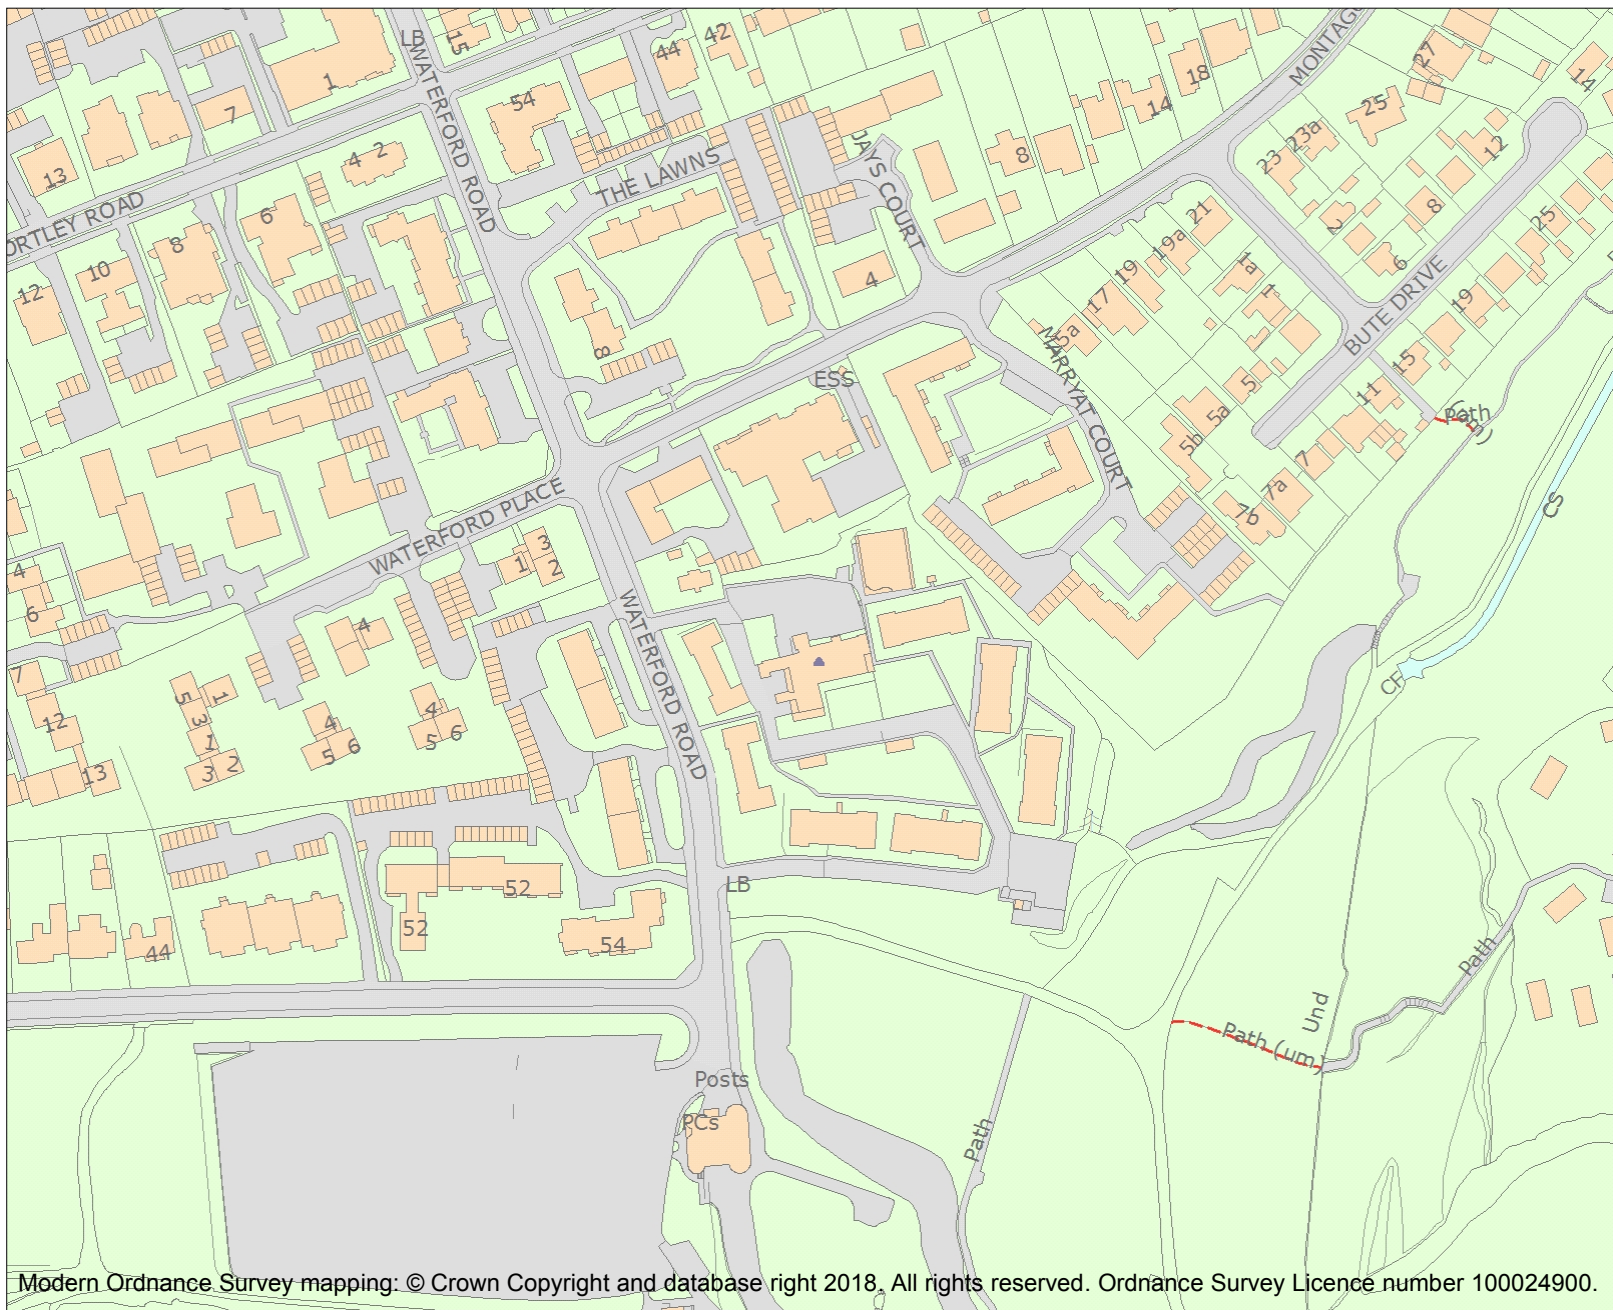 LB
15
44
42
MONTAGU
27
14
1
7
54
18
14
25
WATERFORD ROAD
13
4 2
THE LAWNS
JAYS COURT
8
23
23a
12
ORTLEY ROAD
6
8
10
12
4
21
19a
19
17
5a
2
8
6
25
1a
1
19
BUTE DRIVE
8
ESS
MARRYAT COURT
5
5a
5b
15
11
Path
(um)
7
7a
7b
CS
WATERFORD PLACE
3
1 2
4
6
4
WATERFORD ROAD
7
12
13
5 1
3
1
3 2
4
5 6
4
5 6
CF
52
52
54
44
LB
Path
Und
Path (um)
Posts
PCs
Path
Modern Ordnance Survey mapping: © Crown Copyright and database right 2018. All rights reserved. Ordnance Survey Licence number 100024900.